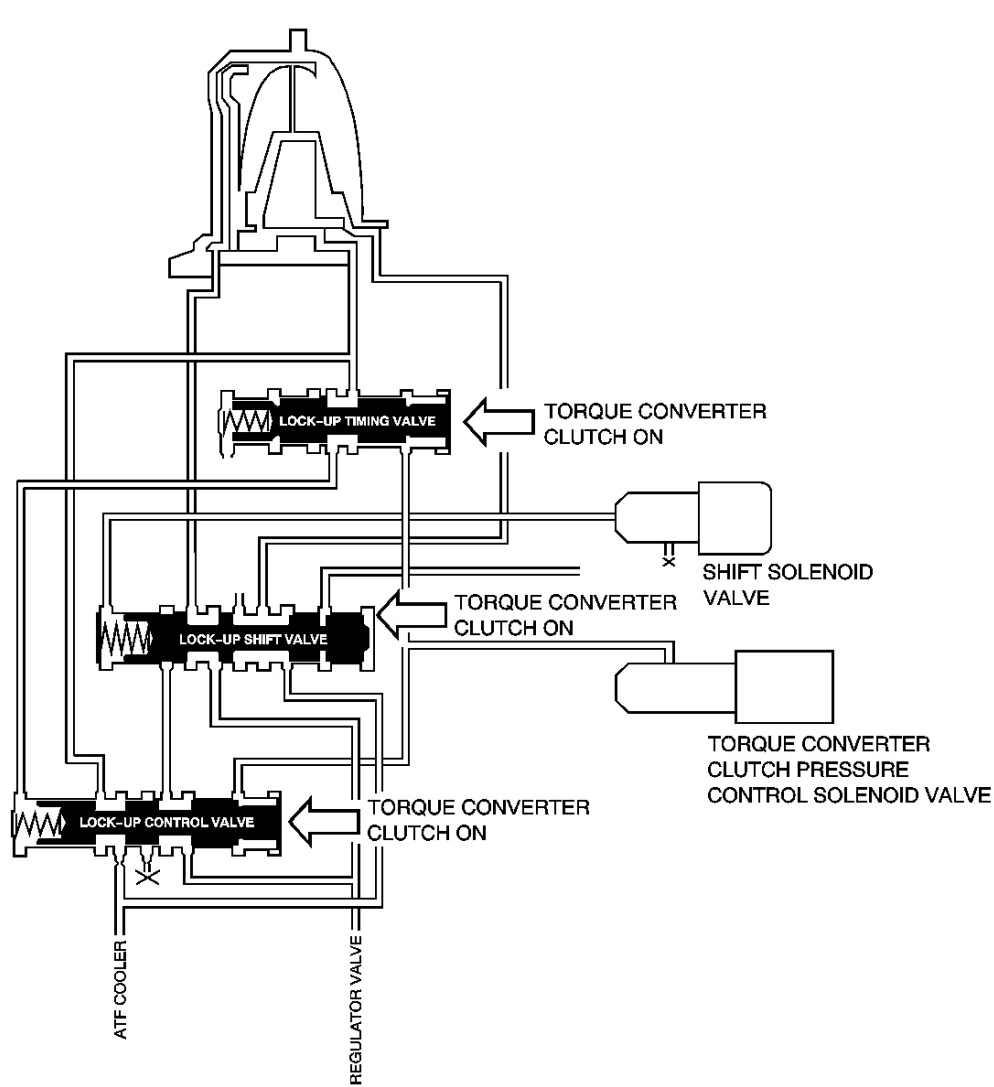 LOCK-UP TIMING VALVE
TORQUE CONVERTER
CLUTCH ON
SHIFT SOLENOID
VALVE
TORQUE CONVERTER
CLUTCH ON
LOCK-UP SHIFT VALVE
TORQUE CONVERTER
CLUTCH PRESSURE
CONTROL SOLENOID VALVE
TORQUE CONVERTER
CLUTCH ON
LOCK-UP CONTROL VALVE
ATF COOLER
REGULATOR VALVE